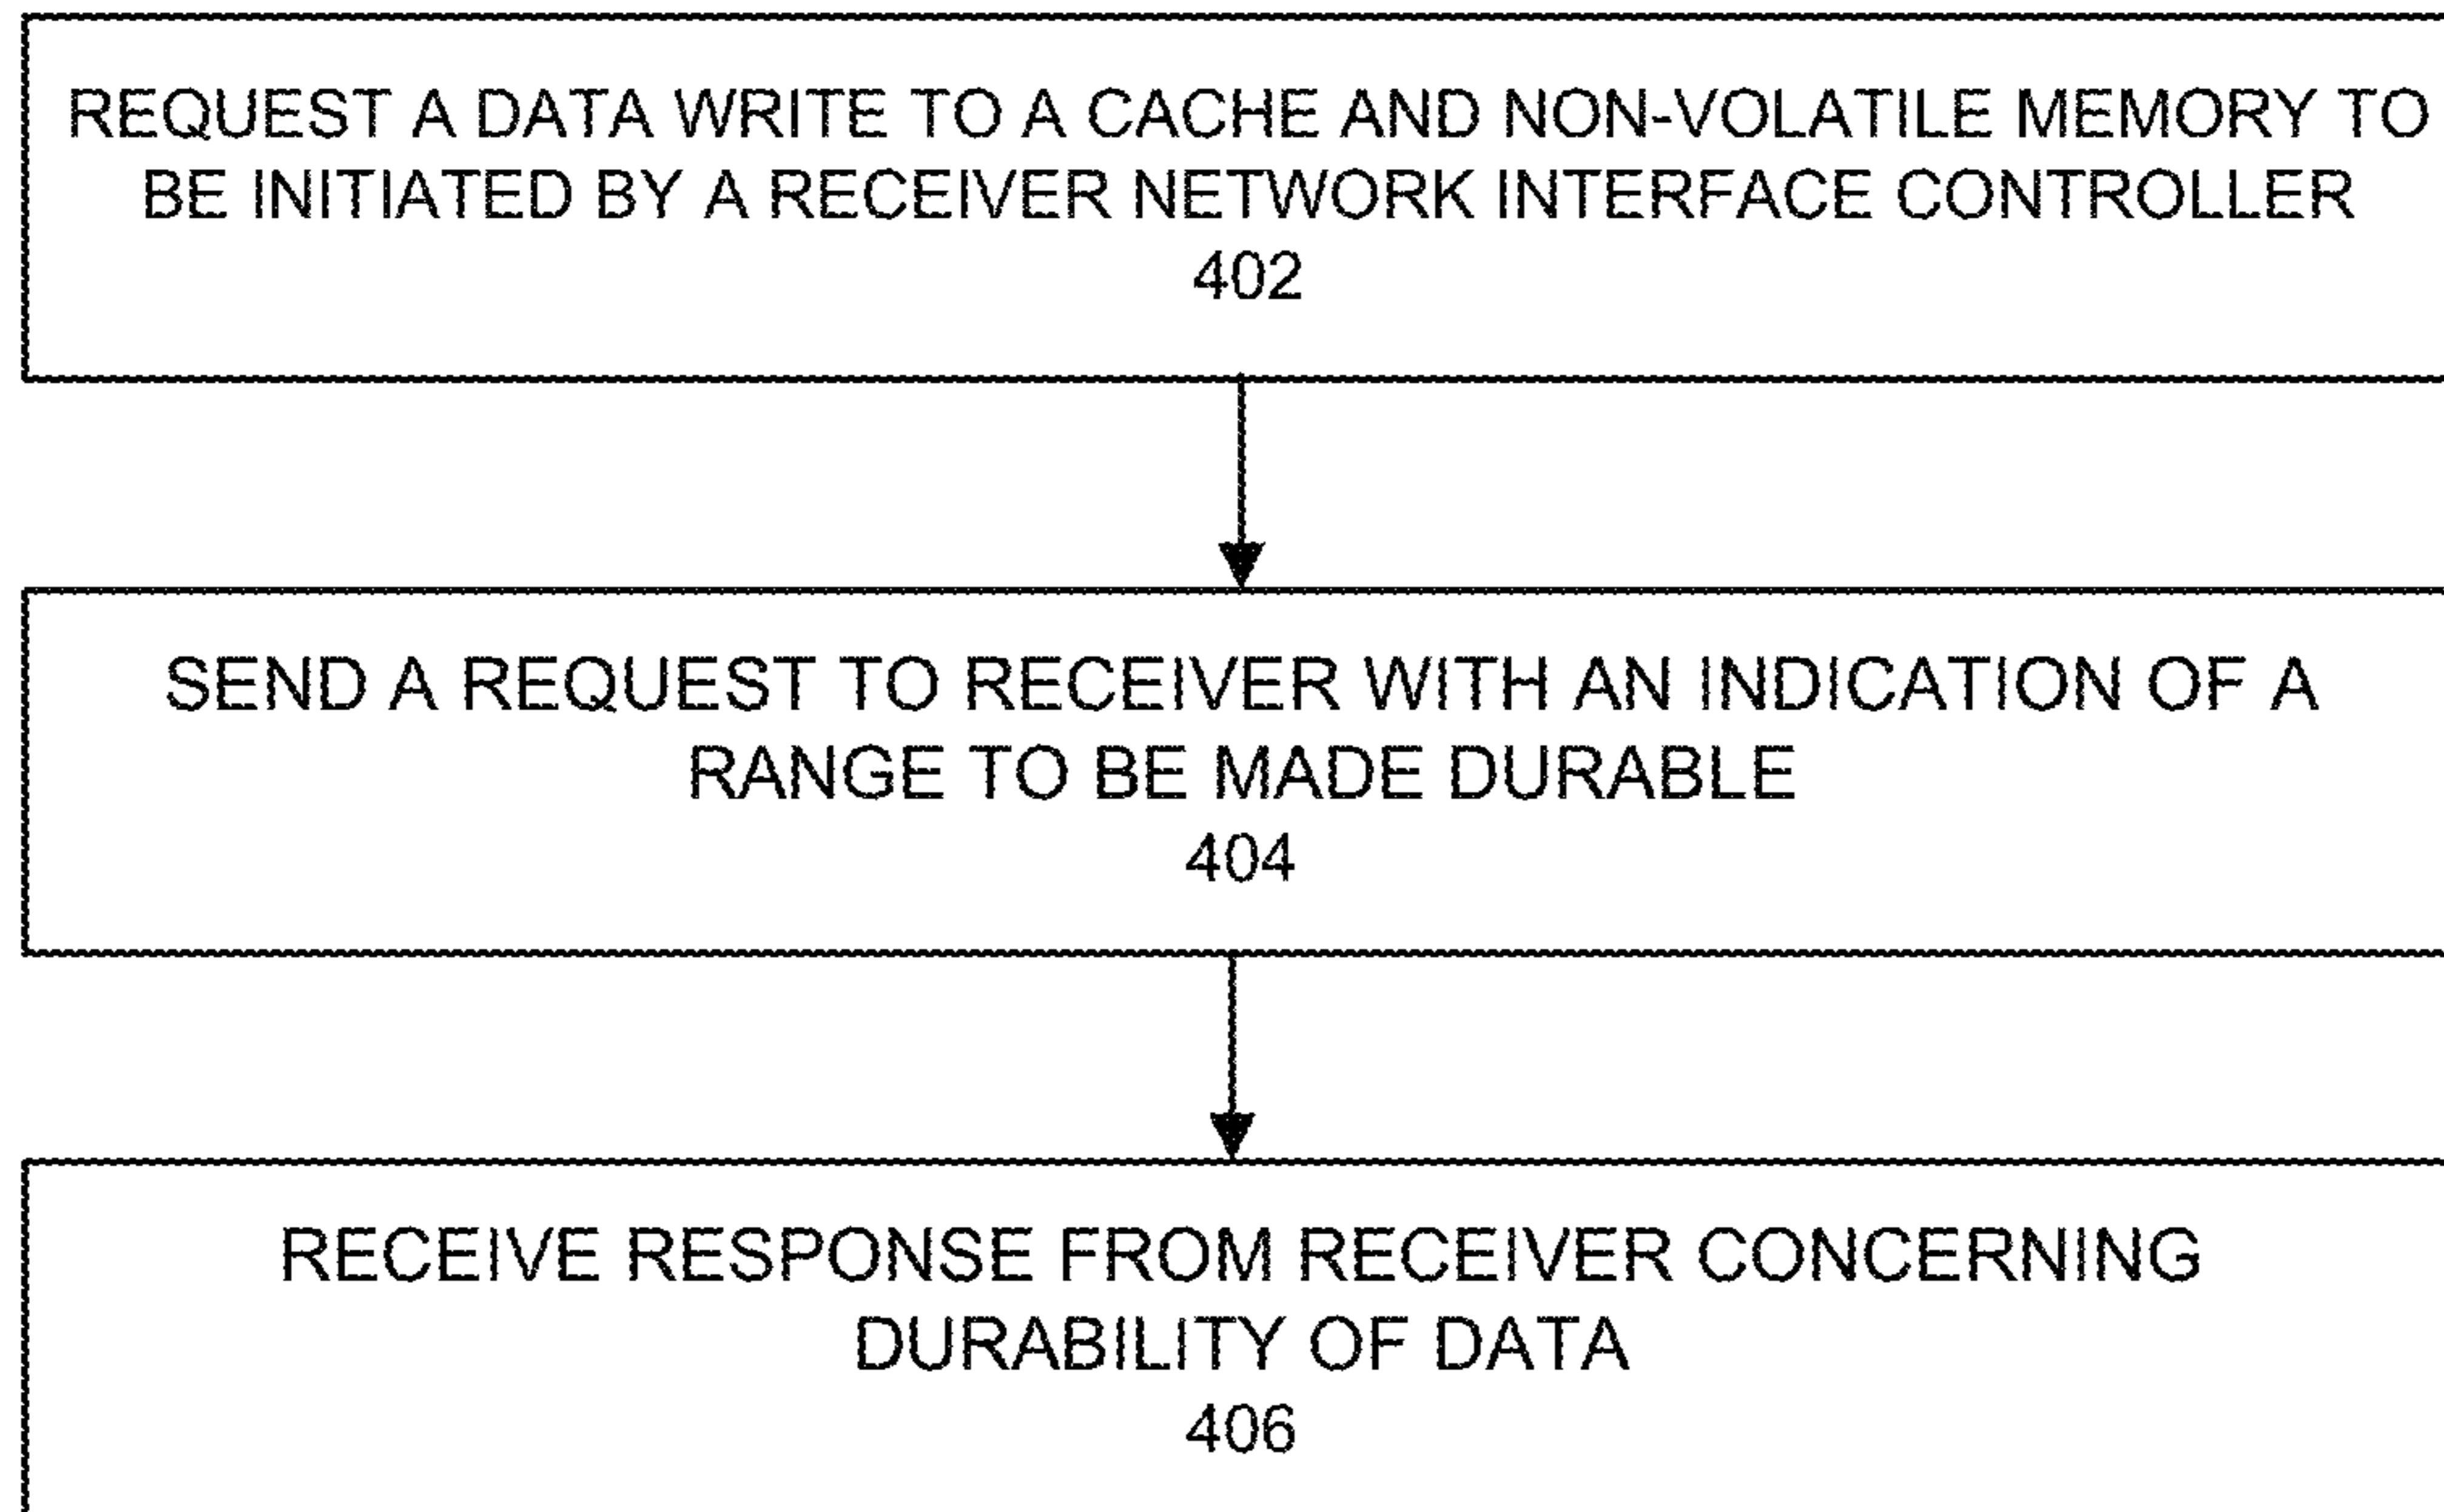 REQUEST A DATA WRITE TO A CACHE AND NON-VOLATILE MEMORY TO
BE INITIATED BY A RECEIVER NETWORK INTERFACE CONTROLLER
402
SEND A REQUEST TO RECEIVER WITH AN INDICATION OF A
RANGE TO BE MADE DURABLE
404
RECEIVE RESPONSE FROM RECEIVER CONCERNING
DURABILITY OF DATA
406